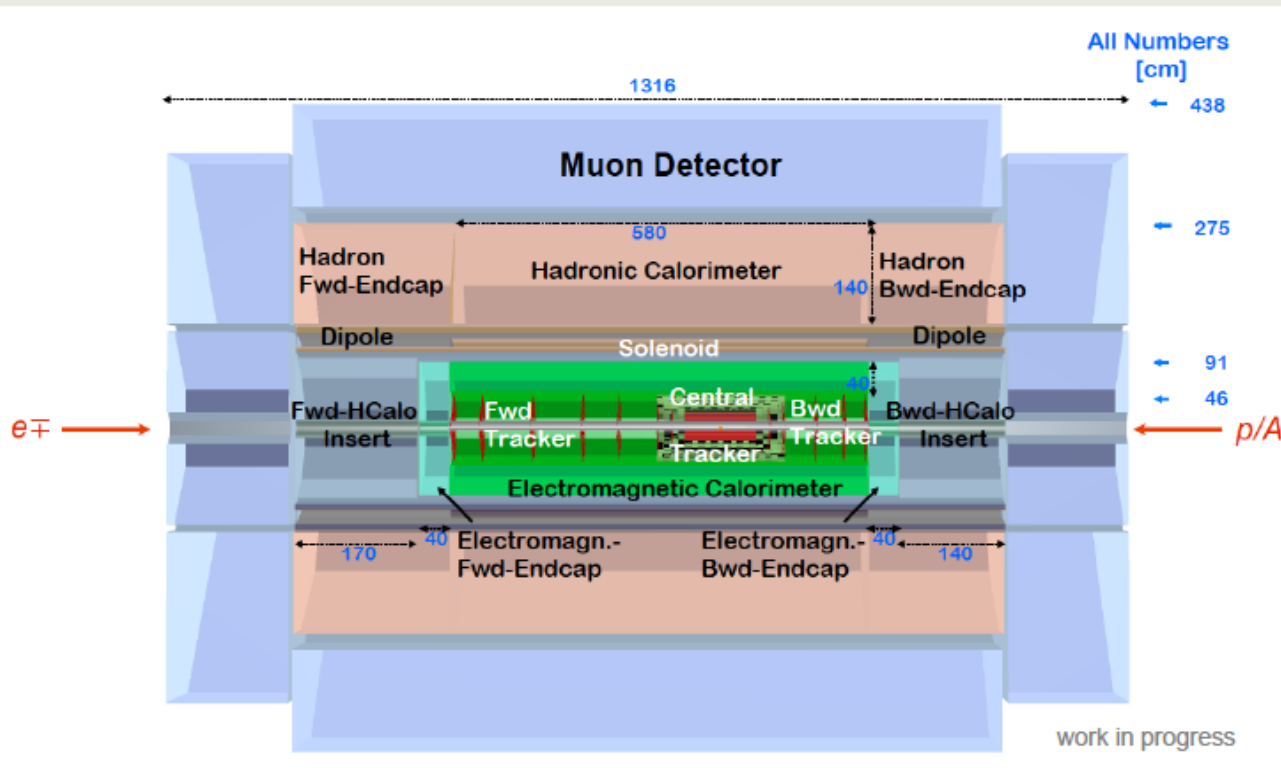 All Numbers
[cm]
1316
438
Muon Detector
275
580
Hadron
Fwd-Endcap
Hadronic Calorimeter
Hadron
Bwd-Endcap
140
Dipole
Dipole
Solenoid
91
40
46
Central
Tracker
Fwd
Tracker
Bwd
Tracker
Fwd-HCalo
Insert
Bwd-HCalo
Insert
e∓
p/A
Electromagnetic Calorimeter
170
40
Electromagn.-
Fwd-Endcap
Electromagn.-
Bwd-Endcap
40
140
work in progress